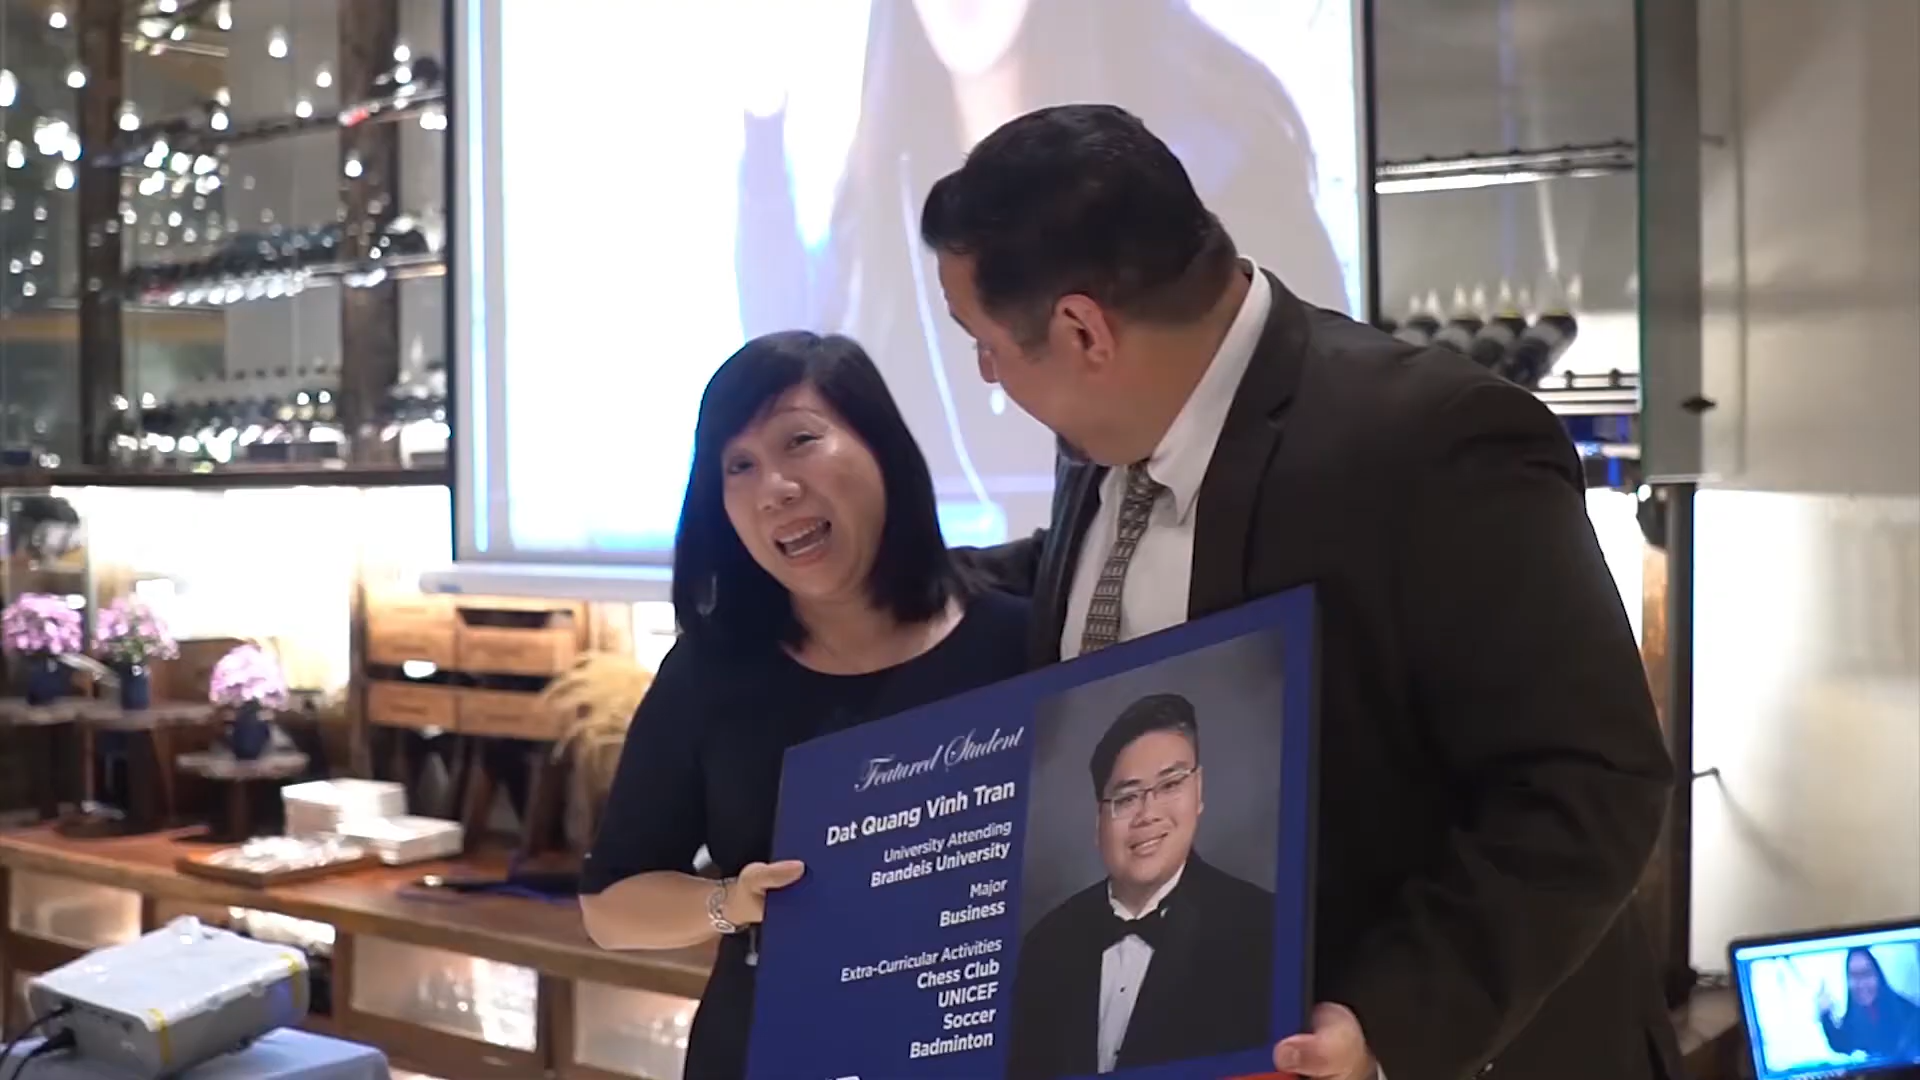 Featured Student
Dat Quang Vinh Tran
University Attending
Brandeis University
Major
Business
Extra-Curricular Activities
Chess Club
UNICEF
Soccer
Badminton